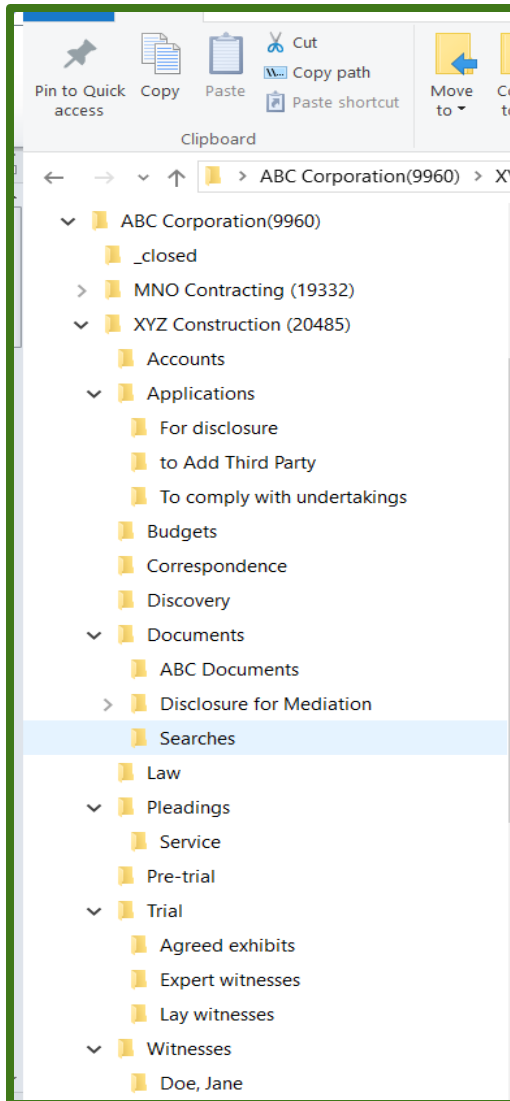 Cut
W... Copy path
Pin to Quick access Copy Paste Paste shortcut Move to
Clipboard
ABC Corporation(9960) > XY
ABC Corporation(9960)
_closed
MNO Contracting (19332)
XYZ Construction (20485)
Accounts
Applications
For disclosure
to Add Third Party
To comply with undertakings
Budgets
Correspondence
Discovery
Documents
ABC Documents
Disclosure for Mediation
Searches
Law
Pleadings
Service
Pre-trial
Trial
Agreed exhibits
Expert witnesses
Lay witnesses
Witnesses
Doe, Jane